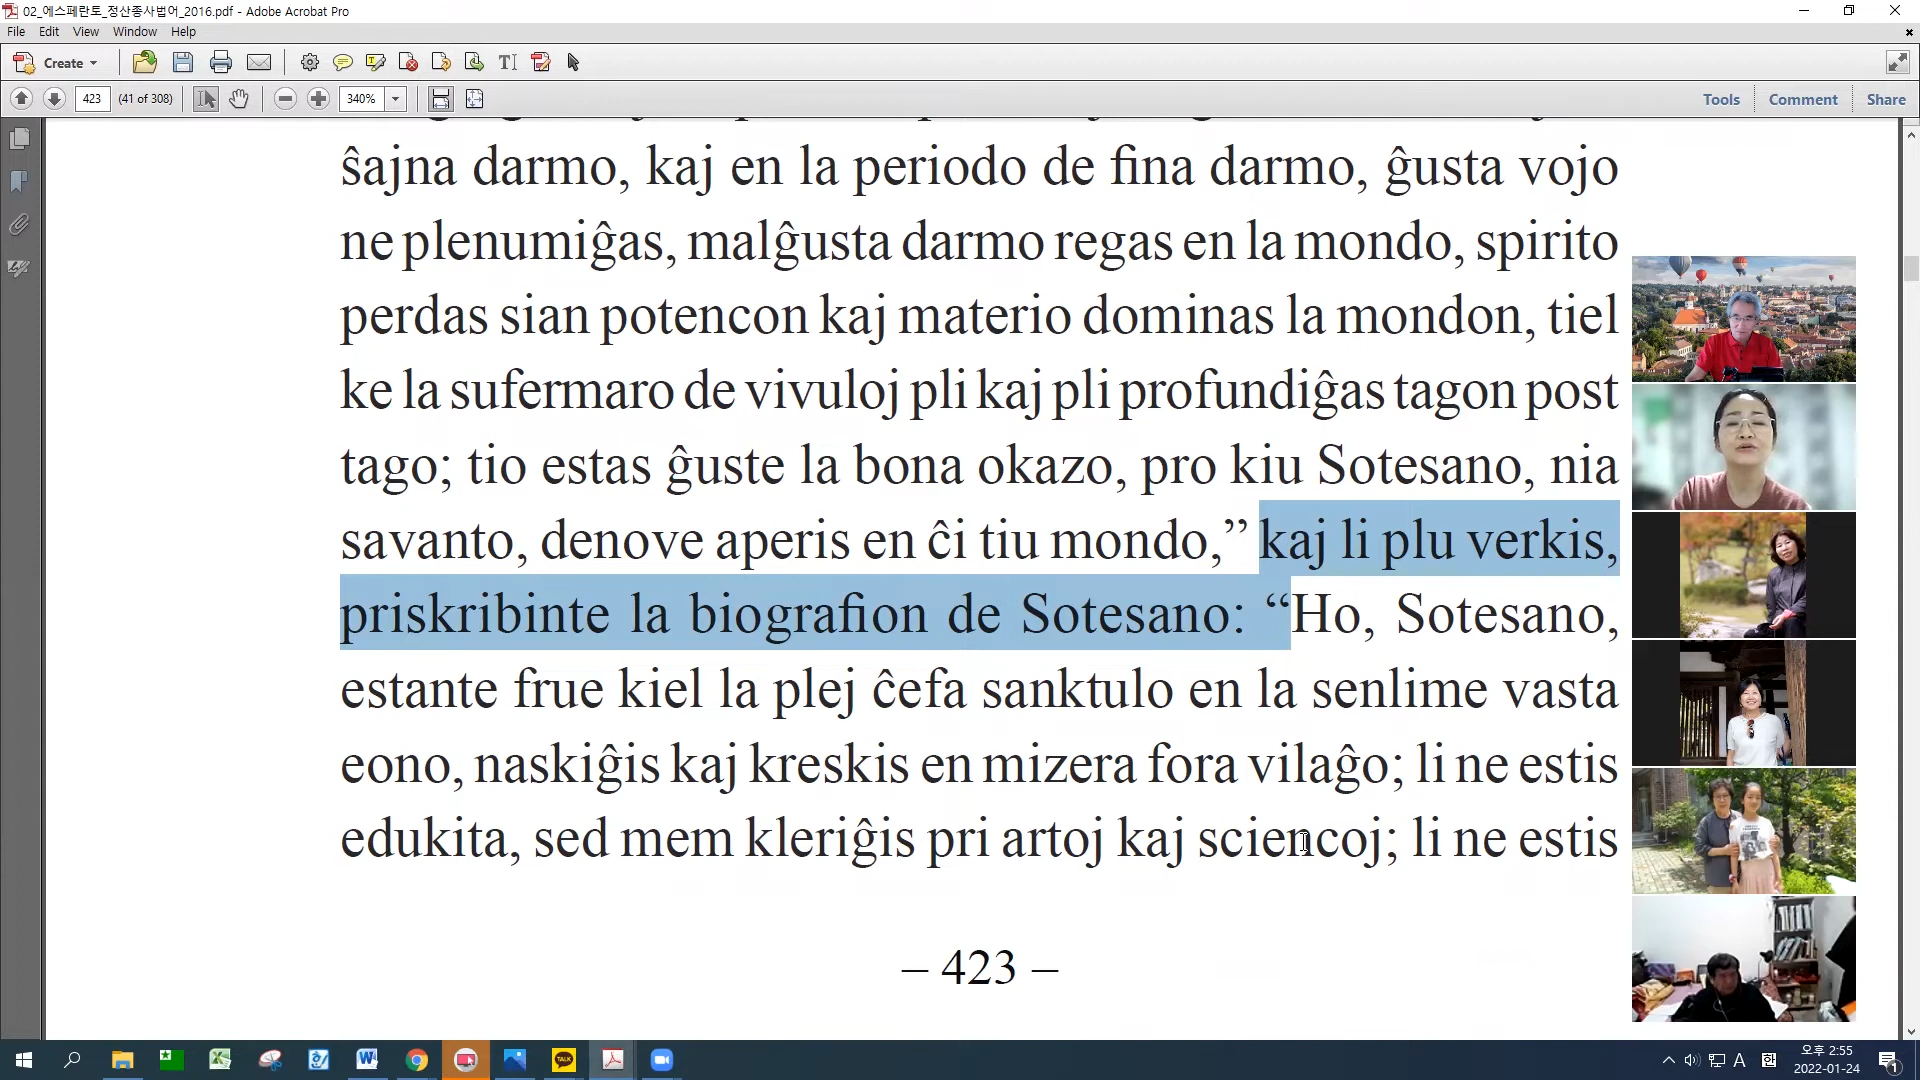 02_에스페란토_정산종사법어_2016.pdf - Adobe Acrobat Pro
File Edit View Window Help
Create
423 (41 of 308) 340% Tools Comment Share
ŝajna darmo, kaj en la periodo de fina darmo, ĝusta vojo
ne plenumiĝas, malĝusta darmo regas en la mondo, spirito
perdas sian potencon kaj materio dominas la mondon, tiel
ke la sufermaro de vivuloj pli kaj pli profundiĝas tagon post
tago; tio estas ĝuste la bona okazo, pro kiu Sotesano, nia
savanto, denove aperis en ĉi tiu mondo,” kaj li plu verkis,
priskribinte la biografion de Sotesano: “Ho, Sotesano,
estante frue kiel la plej ĉefa sanktulo en la senlime vasta
eono, naskiĝis kaj kreskis en mizera fora vilaĝo; li ne estis
edukita, sed mem kleriĝis pri artoj kaj sciencoj; li ne estis
– 423 –
TALK
A 한
오후 2:55
2022-01-24
1